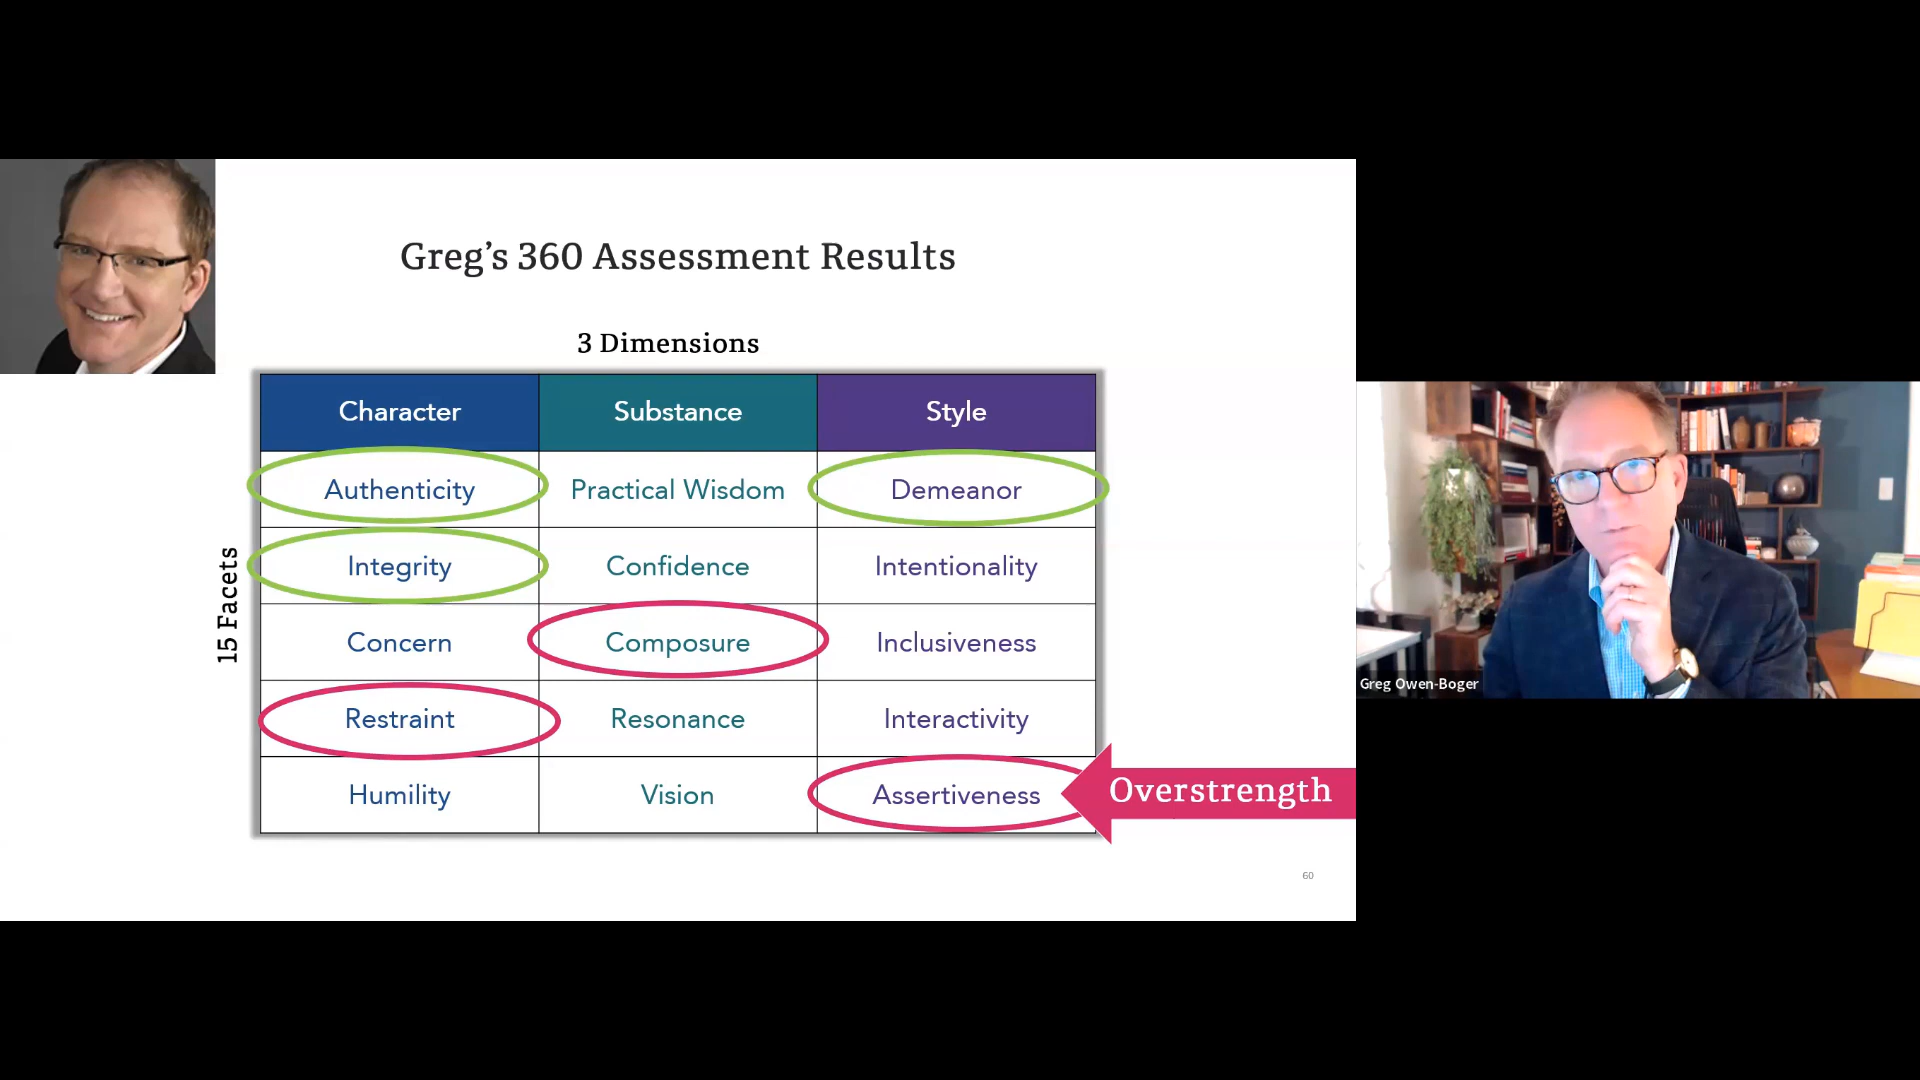 Greg’s 360 Assessment Results
3 Dimensions
15 Facets
Character Substance Style
Authenticity Practical Wisdom Demeanor
Integrity Confidence Intentionality
Concern Composure Inclusiveness
Restraint Resonance Interactivity
Humility Vision Assertiveness
Overstrength
60
Greg Owen-Boger